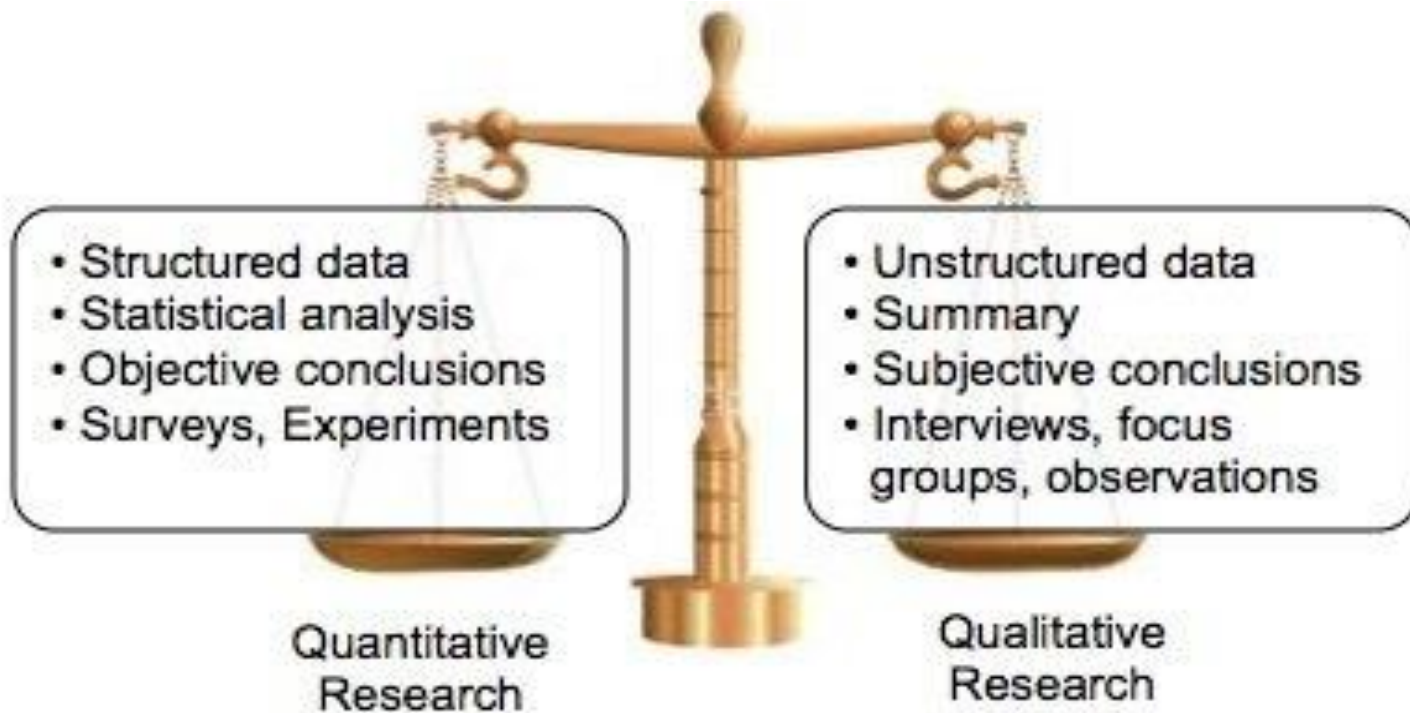 • Structured data
• Statistical analysis
• Objective conclusions
• Surveys, Experiments
Quantitative
Research
• Unstructured data
• Summary
• Subjective conclusions
• Interviews, focus
groups, observations
Qualitative
Research